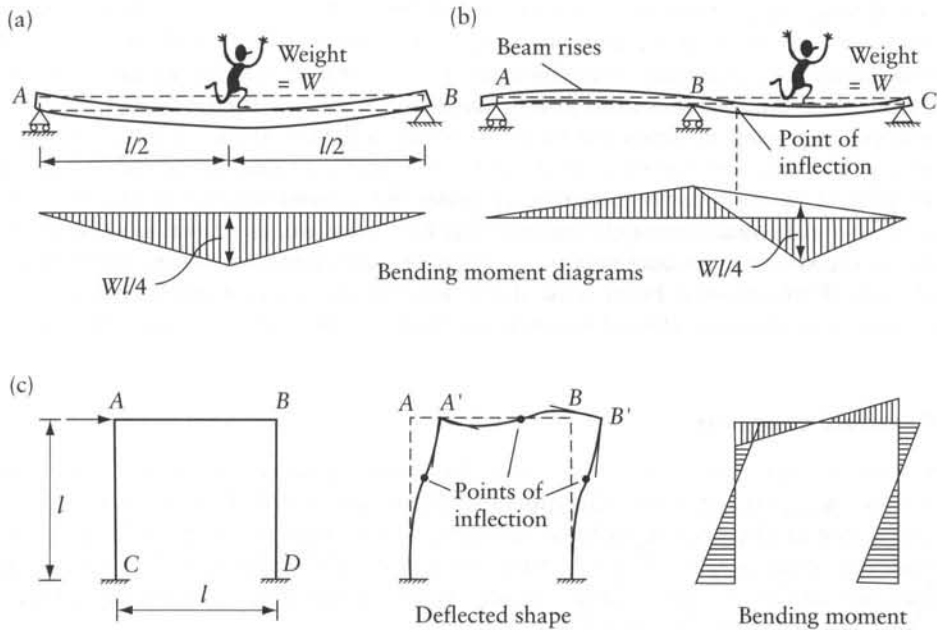 (a)
Weight
= W
A
B
l/2
l/2
Wl/4
(b)
Beam rises
Weight
= W
A
B
C
Point of
inflection
Wl/4
Bending moment diagrams
(c)
A
B
l
C
D
l
A
A'
B
B'
Points of
inflection
Deflected shape
Bending moment